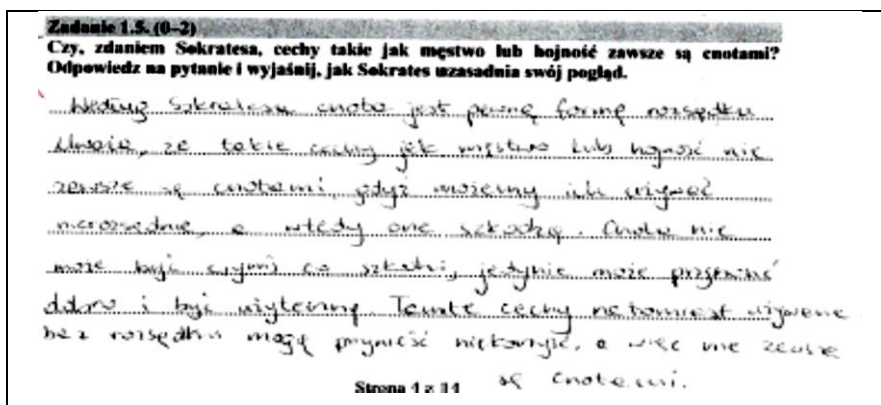 Zadanie 1.5. (0–2)
Czy, zdaniem Sokratesa, cechy takie jak męstwo lub hojność zawsze są cnotami?
Odpowiedz na pytanie i wyjaśnij, jak Sokrates uzasadnia swój pogląd.
Według Sokratesa cnota jest pewną formą rozsądku
Uważa, że takie cechy jak męstwo lub hojność nie
zawsze są cnotami, gdyż możemy ich używać
nierozsądnie, a wtedy one szkodzą. Cnota nie
może być czymś co szkodzi, jedynie może przynosić
dobro i być użyteczną. Tamte cechy natomiast używane
bez rozsądku mogą przynieść niekorzyść, a więc nie zawsze
są cnotami.
Strona 4 z 11